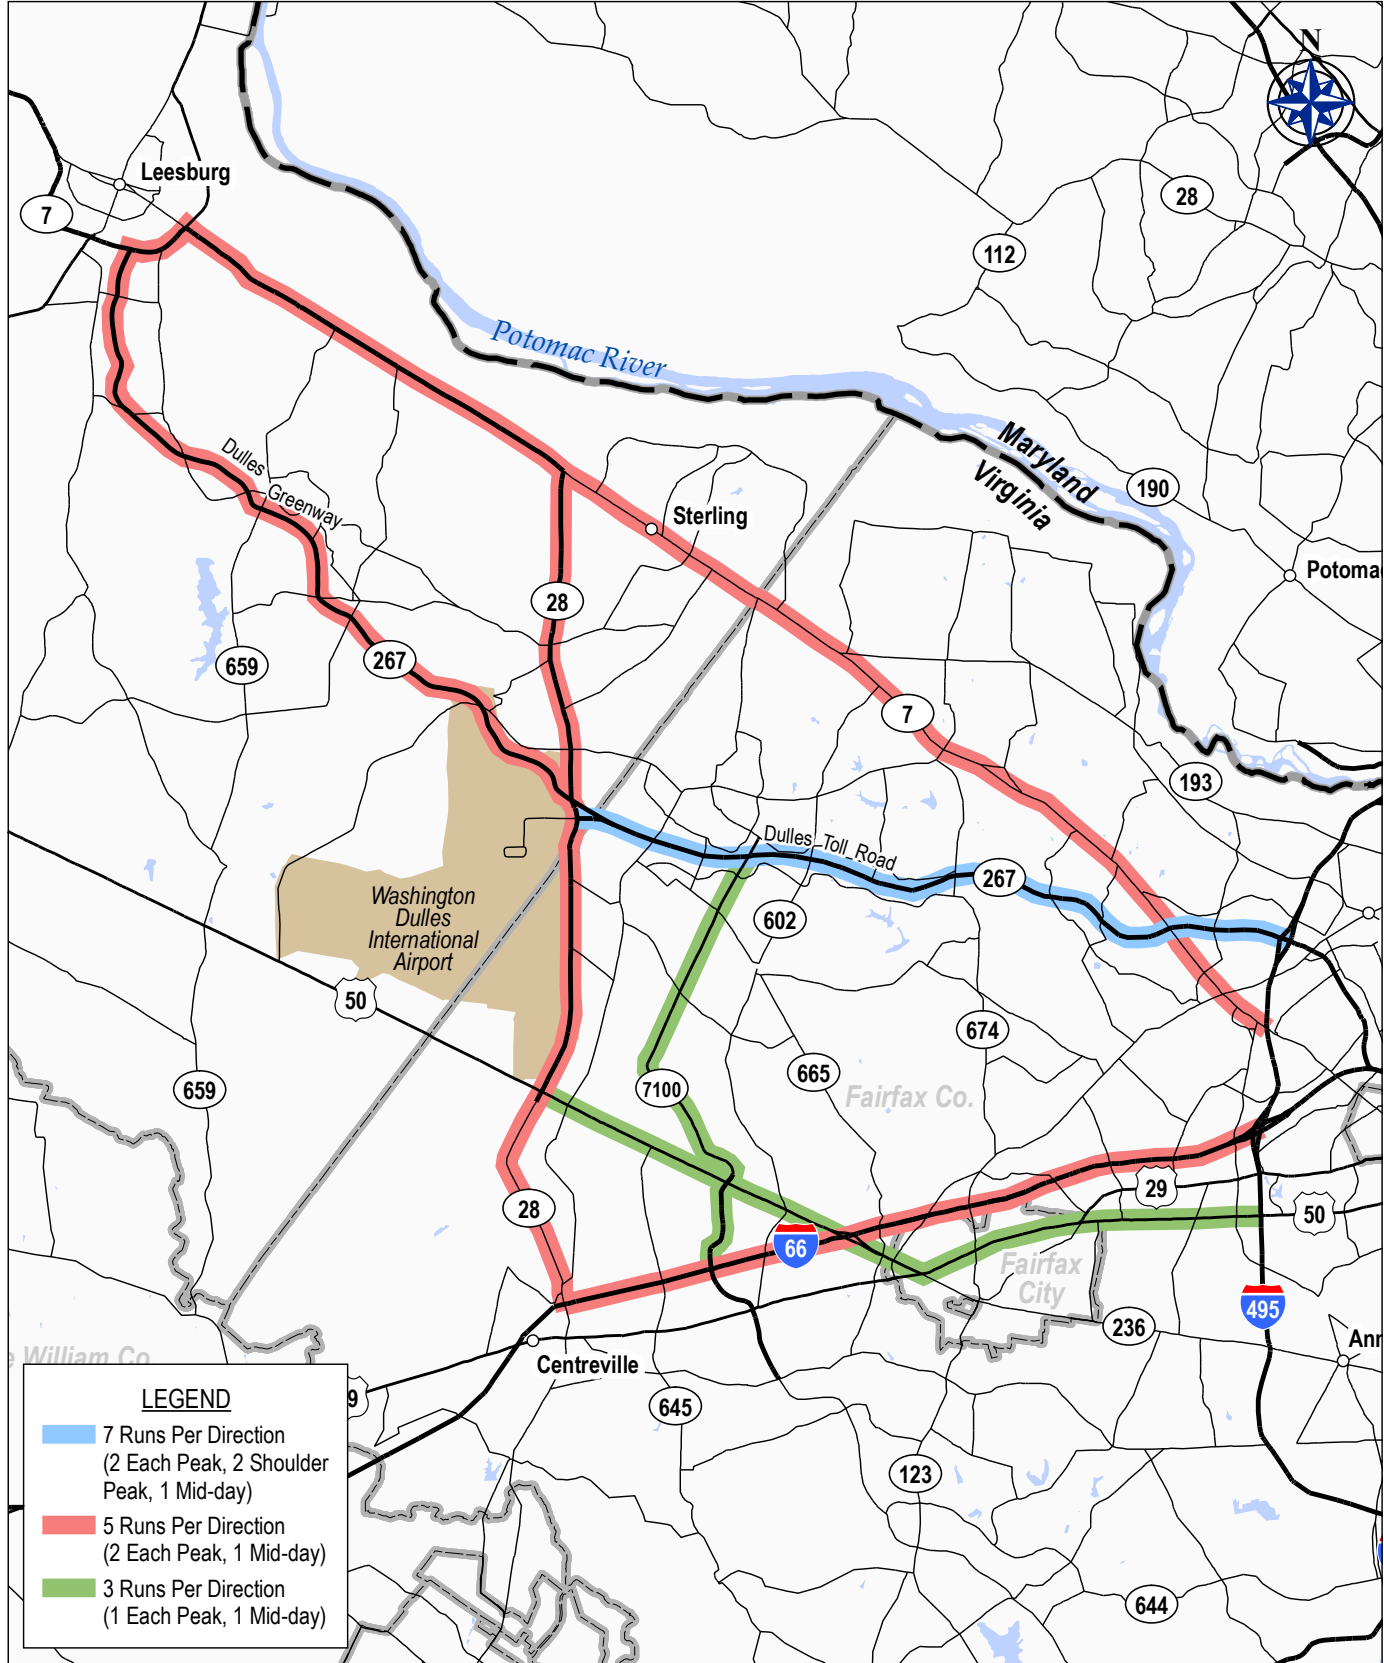 N
Leesburg
7
28
112
Potomac River
Maryland
Virginia
190
Dulles
Greenway
Sterling
Potomac
28
659
267
7
193
Dulles Toll Road
267
602
Washington
Dulles
International
Airport
50
674
665
7100
659
Fairfax Co.
29
50
28
66
Fairfax
City
495
236
Ann
e William Co.
Centreville
9
645
123
644
LEGEND
7 Runs Per Direction
(2 Each Peak, 2 Shoulder
Peak, 1 Mid-day)
5 Runs Per Direction
(2 Each Peak, 1 Mid-day)
3 Runs Per Direction
(1 Each Peak, 1 Mid-day)